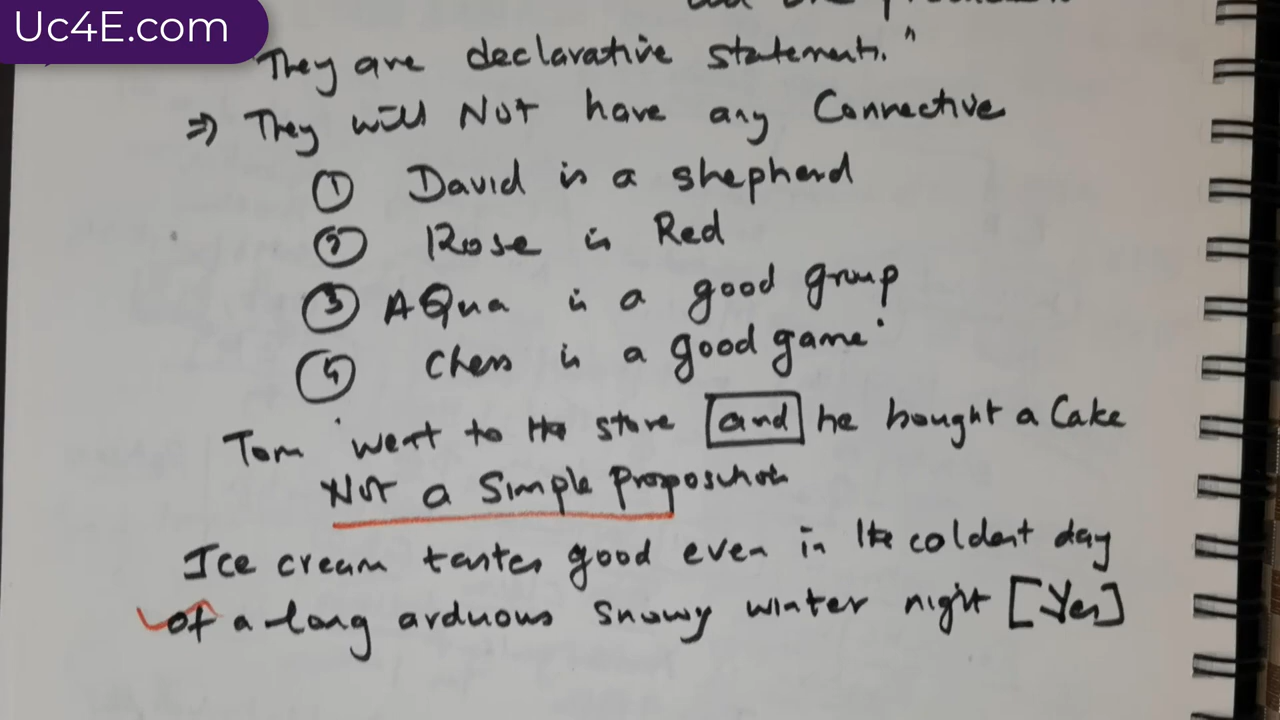 Uc4E.com
They are declarative statements."
⇒ They will NOT have any Connective
① David is a shepherd
② Rose is Red
③ AQua is a good group
④ Chess is a good game
Tom went to the store and he bought a Cake
Not a Simple Proposition
Ice cream tastes good even in the coldest day
of a long arduous snowy winter night [Yes]